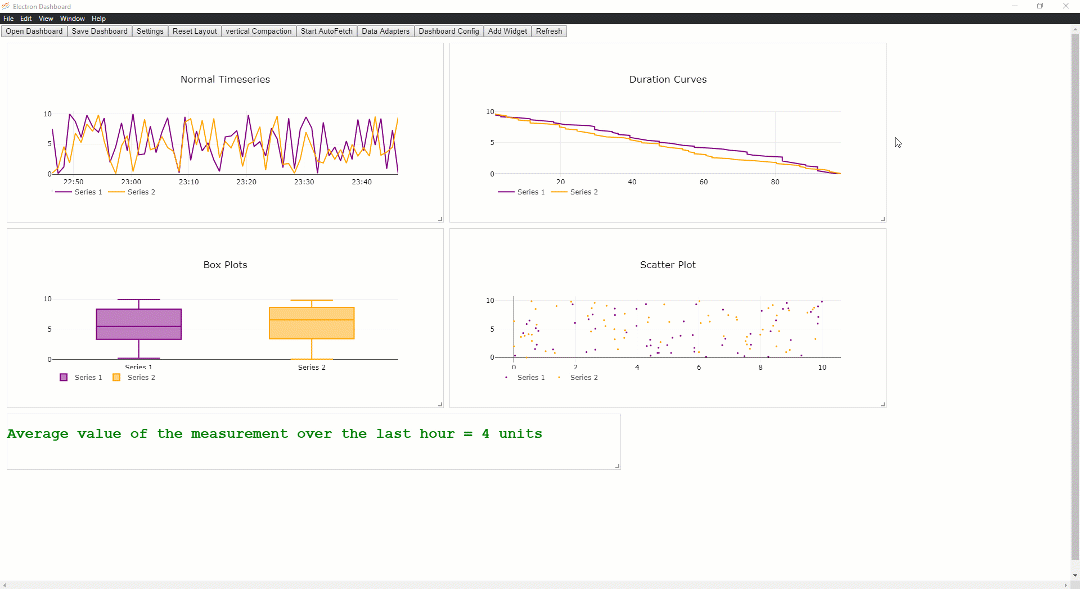 Electron Dashboard
File Edit View Window Help
Open Dashboard Save Dashboard Settings Reset Layout vertical Compaction Start AutoFetch Data Adapters Dashboard Config Add Widget Refresh
Normal Timeseries
10
5
0
22:50 23:00 23:10 23:20 23:30 23:40
Series 1 Series 2
Duration Curves
10
5
0
20 40 60 80
Series 1 Series 2
Box Plots
10
5
0
Series 1 Series 2
Series 1 Series 2
Scatter Plot
10
5
0
0 2 4 6 8 10
Series 1 Series 2
Average value of the measurement over the last hour = 4 units